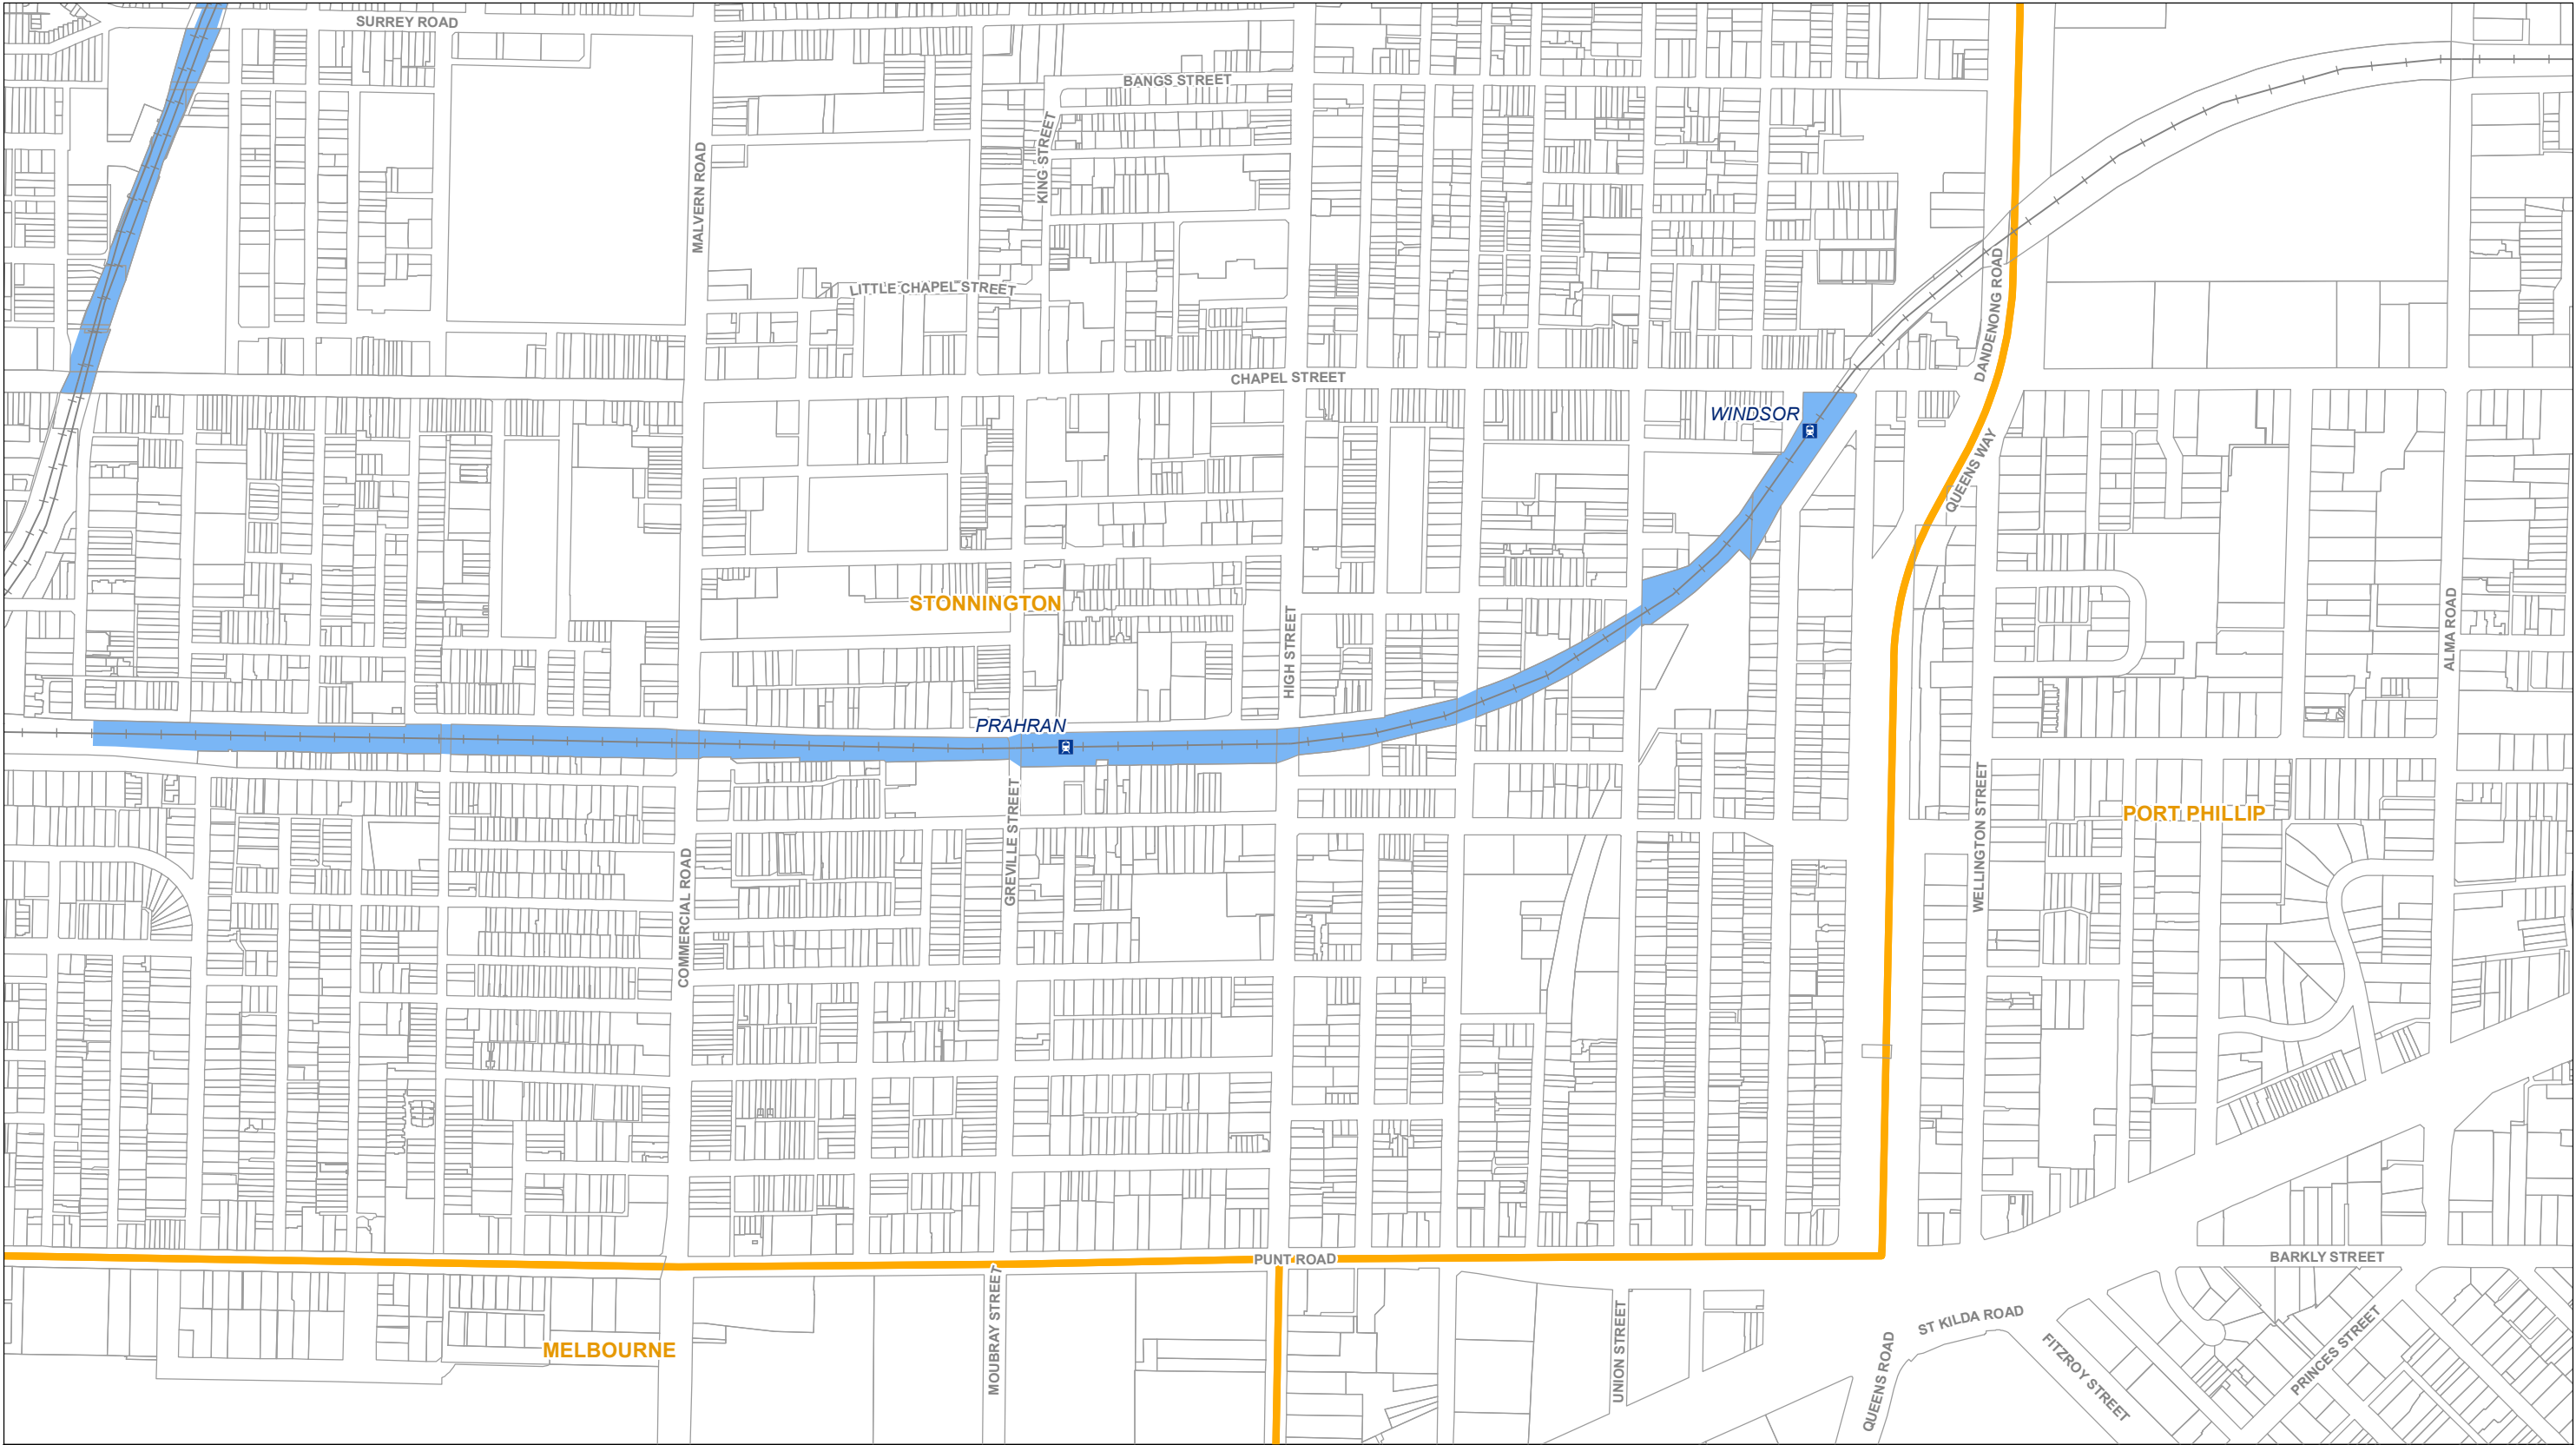 SURREY ROAD
BANGS STREET
KING STREET
MALVERN ROAD
LITTLE CHAPEL STREET
DANDENONG ROAD
CHAPEL STREET
WINDSOR
QUEENS WAY
STONNINGTON
HIGH STREET
ALMA ROAD
PRAHRAN
WELLINGTON STREET
PORT PHILLIP
GREVILLE STREET
COMMERCIAL ROAD
PUNT ROAD
BARKLY STREET
MOUBRAY STREET
UNION STREET
ST KILDA ROAD
QUEENS ROAD
FITZROY STREET
PRINCES STREET
MELBOURNE